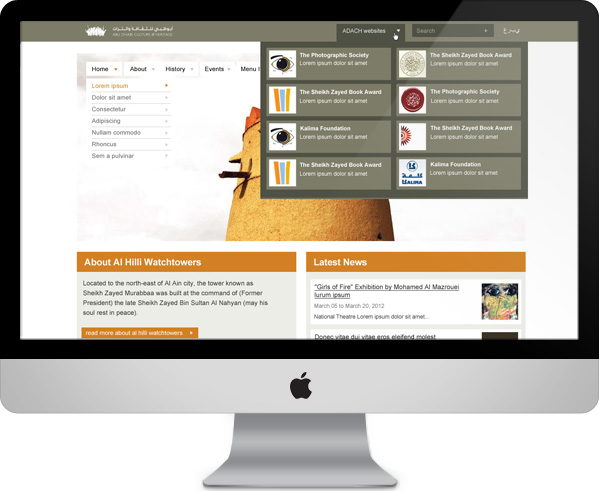 أبوظبي للثقافة والتراث
ABU DHABI CULTURE & HERITAGE
ADACH websites
Search
عربي
Home
About
History
Events
Menu I
Lorem ipsum
Dolor sit amet
Consectetur
Adipiscing
Nullam commodo
Rhoncus
Sem a pulvinar
The Photographic Society
Lorem ipsum dolor sit amet
The Sheikh Zayed Book Award
Lorem ipsum dolor sit amet
The Sheikh Zayed Book Award
Lorem ipsum dolor sit amet
The Photographic Society
Lorem ipsum dolor sit amet
Kalima Foundation
Lorem ipsum dolor sit amet
The Sheikh Zayed Book Award
Lorem ipsum dolor sit amet
The Sheikh Zayed Book Award
Lorem ipsum dolor sit amet
كلمة
KALIMA
Kalima Foundation
Lorem ipsum dolor sit amet
About Al Hilli Watchtowers
Located to the north-east of Al Ain city, the tower known as
Sheikh Zayed Murabbaa was built at the command of (Former
President) the late Sheikh Zayed Bin Sultan Al Nahyan (may his
soul rest in peace).
read more about al hilli watchtowers
Latest News
"Girls of Fire" Exhibition by Mohamed Al Mazrouei
lurum ipsum
March 05 to March 20, 2012
National Theatre Lorem ipsum dolor sit amet..
Donec vitae dui vitae eros eleifend molest